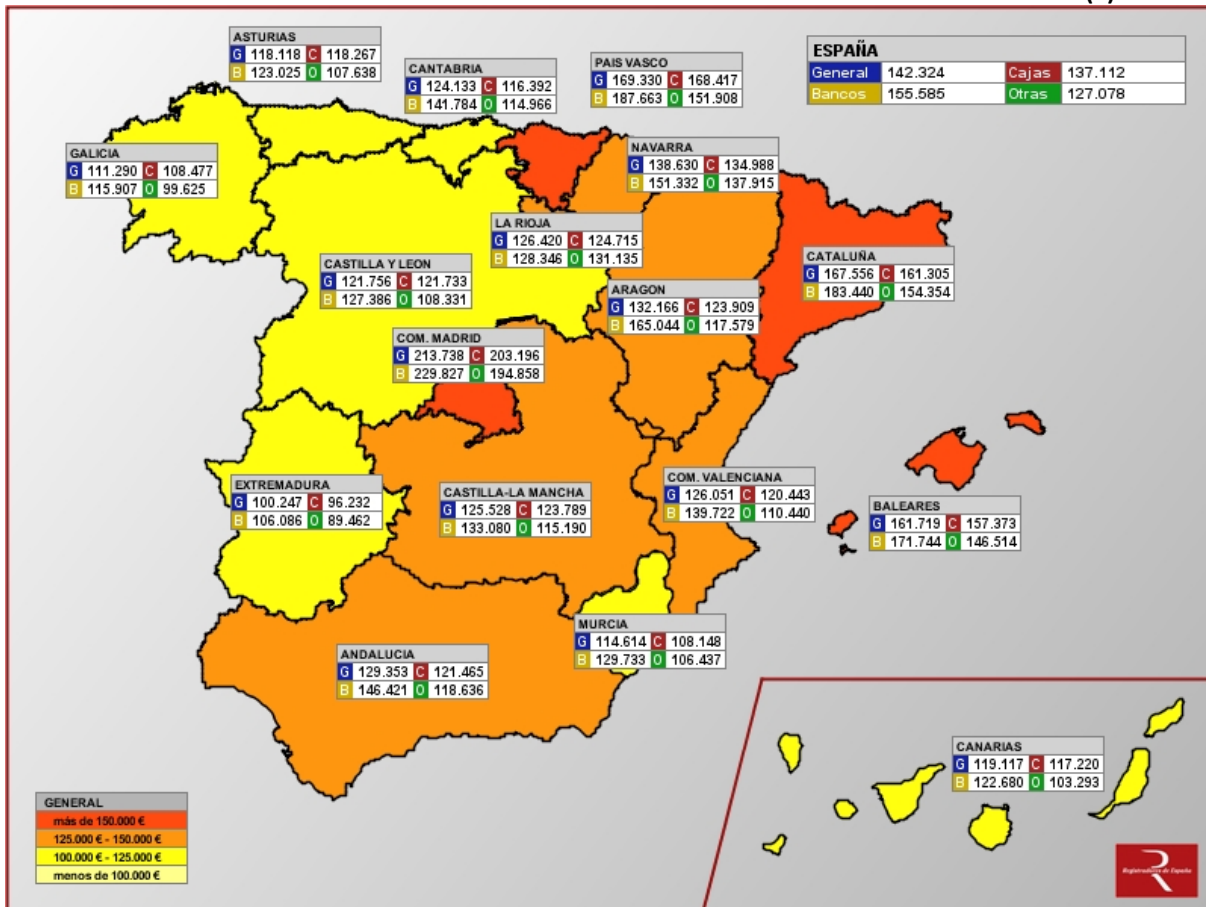 ASTURIAS
G 118.118 C 118.267
B 123.025 O 107.638
CANTABRIA
G 124.133 C 116.392
B 141.784 O 114.966
PAIS VASCO
G 169.330 C 168.417
B 187.663 O 151.908
ESPAÑA
General 142.324 Cajas 137.112
Bancos 155.585 Otras 127.078
GALICIA
G 111.290 C 108.477
B 115.907 O 99.625
NAVARRA
G 138.630 C 134.988
B 151.332 O 137.915
LA RIOJA
G 126.420 C 124.715
B 128.346 O 131.135
CASTILLA Y LEON
G 121.756 C 121.733
B 127.386 O 108.331
CATALUÑA
G 167.556 C 161.305
B 183.440 O 154.354
ARAGON
G 132.166 C 123.909
B 165.044 O 117.579
COM. MADRID
G 213.738 C 203.196
B 229.827 O 194.858
EXTREMADURA
G 100.247 C 96.232
B 106.086 O 89.462
CASTILLA-LA MANCHA
G 125.528 C 123.789
B 133.080 O 115.190
COM. VALENCIANA
G 126.051 C 120.443
B 139.722 O 110.440
BALEARES
G 161.719 C 157.373
B 171.744 O 146.514
MURCIA
G 114.614 C 108.148
B 129.733 O 106.437
ANDALUCIA
G 129.353 C 121.465
B 146.421 O 118.636
CANARIAS
G 119.117 C 117.220
B 122.680 O 103.293
GENERAL
más de 150.000 €
125.000 € - 150.000 €
100.000 € - 125.000 €
menos de 100.000 €
R
Registradores de España